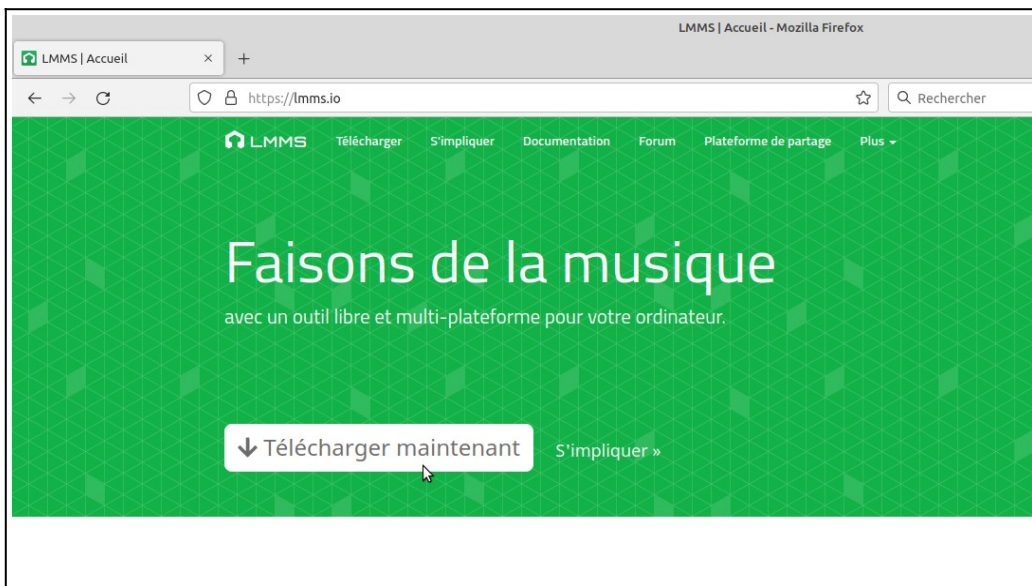 LMMS | Accueil - Mozilla Firefox
LMMS | Accueil × +
https://lmms.io Rechercher
LMMS Télécharger S'impliquer Documentation Forum Plateforme de partage Plus
Faisons de la musique
avec un outil libre et multi-plateforme pour votre ordinateur.
Télécharger maintenant S'impliquer »